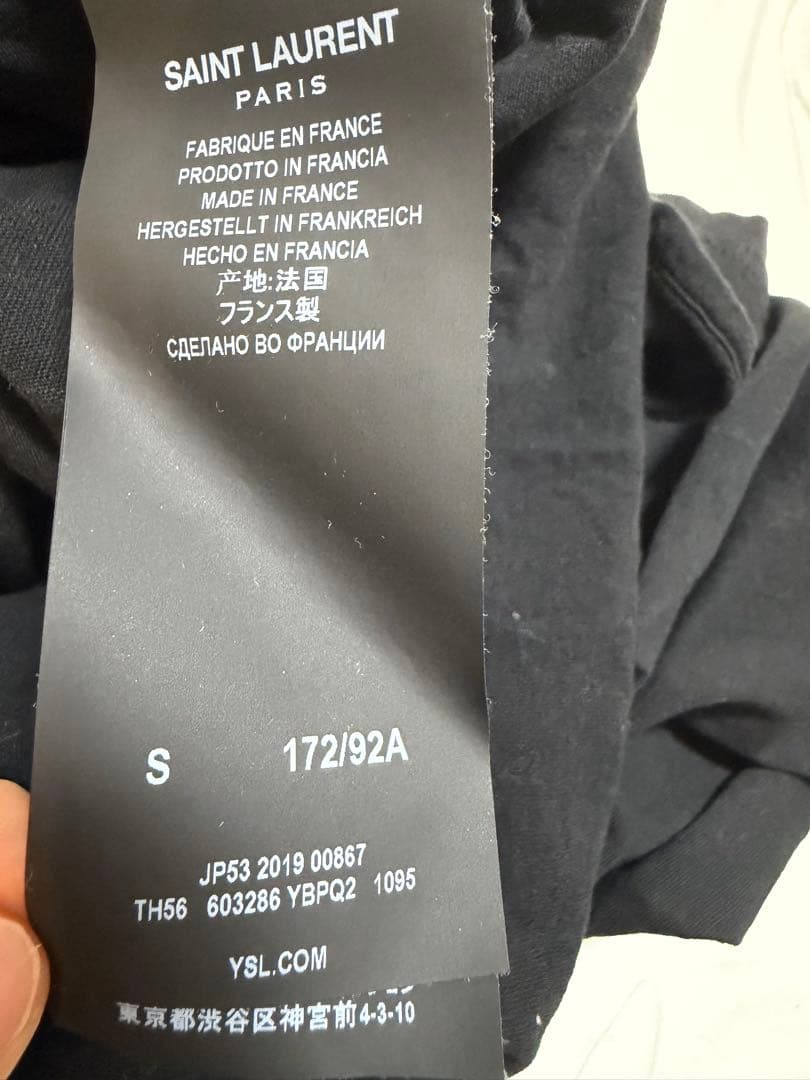 SAINT LAURENT
PARIS
FABRIQUE EN FRANCE
PRODOTTO IN FRANCIA
MADE IN FRANCE
HERGESTELLT IN FRANKREICH
HECHO EN FRANCIA
产地:法国
フランス製
СДЕЛАНО ВО ФРАНЦИИ
S 172/92A
JP53 2019 00867
TH56 603286 YBPQ2 1095
YSL.COM
東京都渋谷区神宮前4-3-10